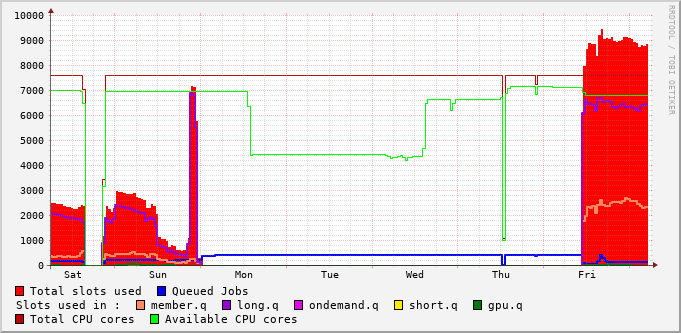 10000
9000
8000
7000
6000
5000
4000
3000
2000
1000
0
Sat Sun Mon Tue Wed Thu Fri
Total slots used Queued Jobs
Slots used in : member.q long.q ondemand.q short.q gpu.q
Total CPU cores Available CPU cores
RRDTOOL / TOBI OETIKER